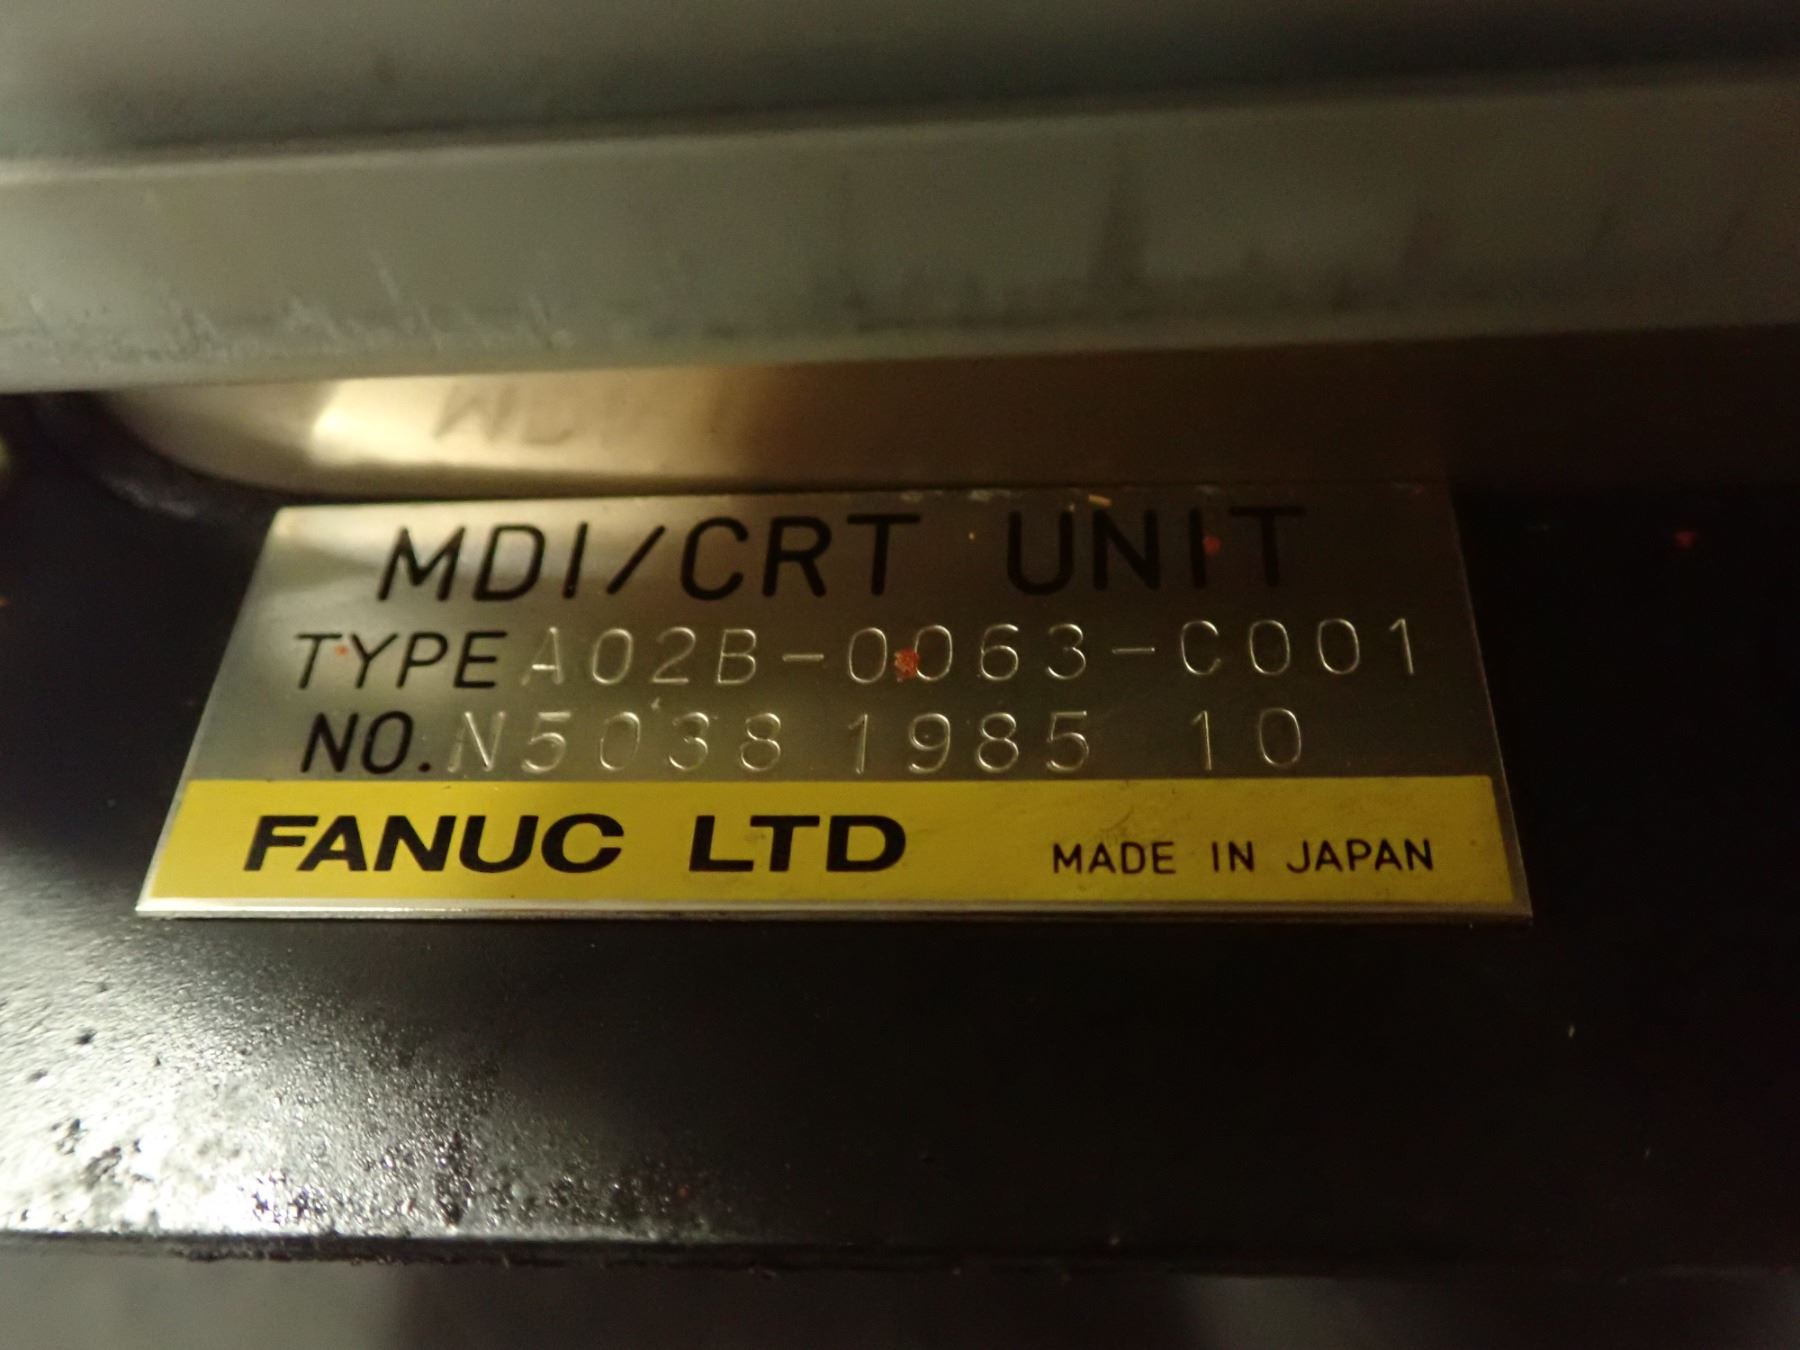 MDI/CRT UNIT
TYPE A02B-0063-C001
NO. N5038 1985 10
FANUC LTD MADE IN JAPAN